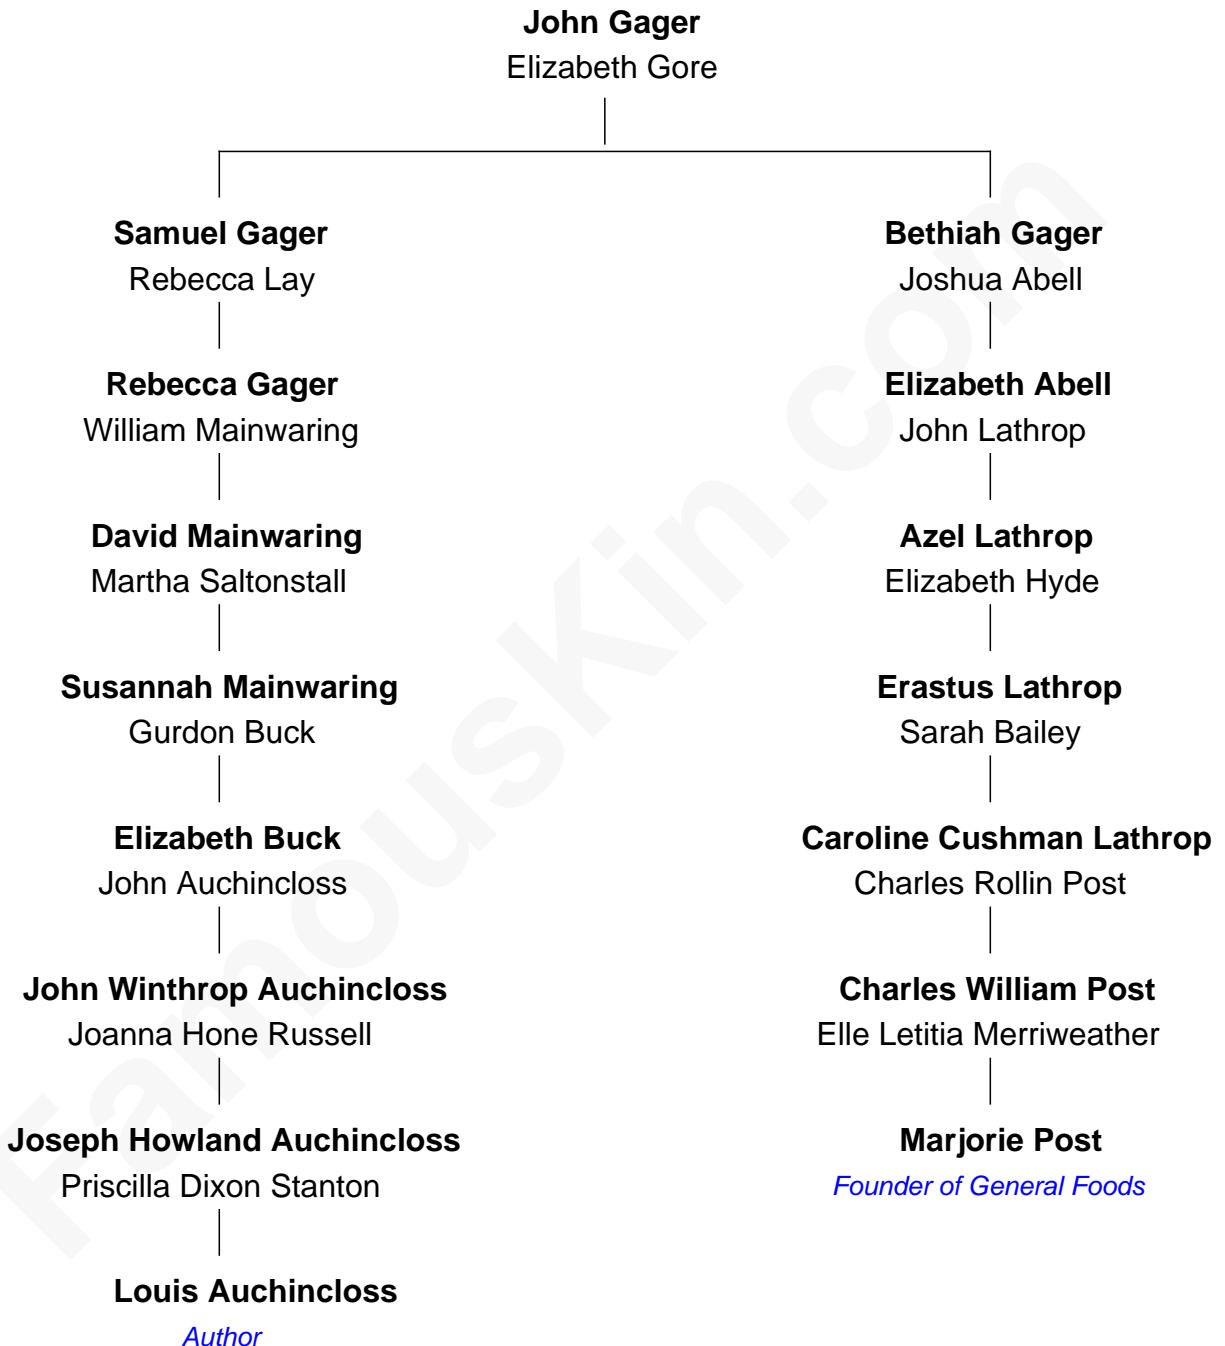 John Gager
Elizabeth Gore
Samuel Gager
Rebecca Lay
Rebecca Gager
William Mainwaring
David Mainwaring
Martha Saltonstall
Susannah Mainwaring
Gurdon Buck
Elizabeth Buck
John Auchincloss
John Winthrop Auchincloss
Joanna Hone Russell
Joseph Howland Auchincloss
Priscilla Dixon Stanton
Louis Auchincloss
Author
Bethiah Gager
Joshua Abell
Elizabeth Abell
John Lathrop
Azel Lathrop
Elizabeth Hyde
Erastus Lathrop
Sarah Bailey
Caroline Cushman Lathrop
Charles Rollin Post
Charles William Post
Elle Letitia Merriweather
Marjorie Post
Founder of General Foods
FamousKin.com